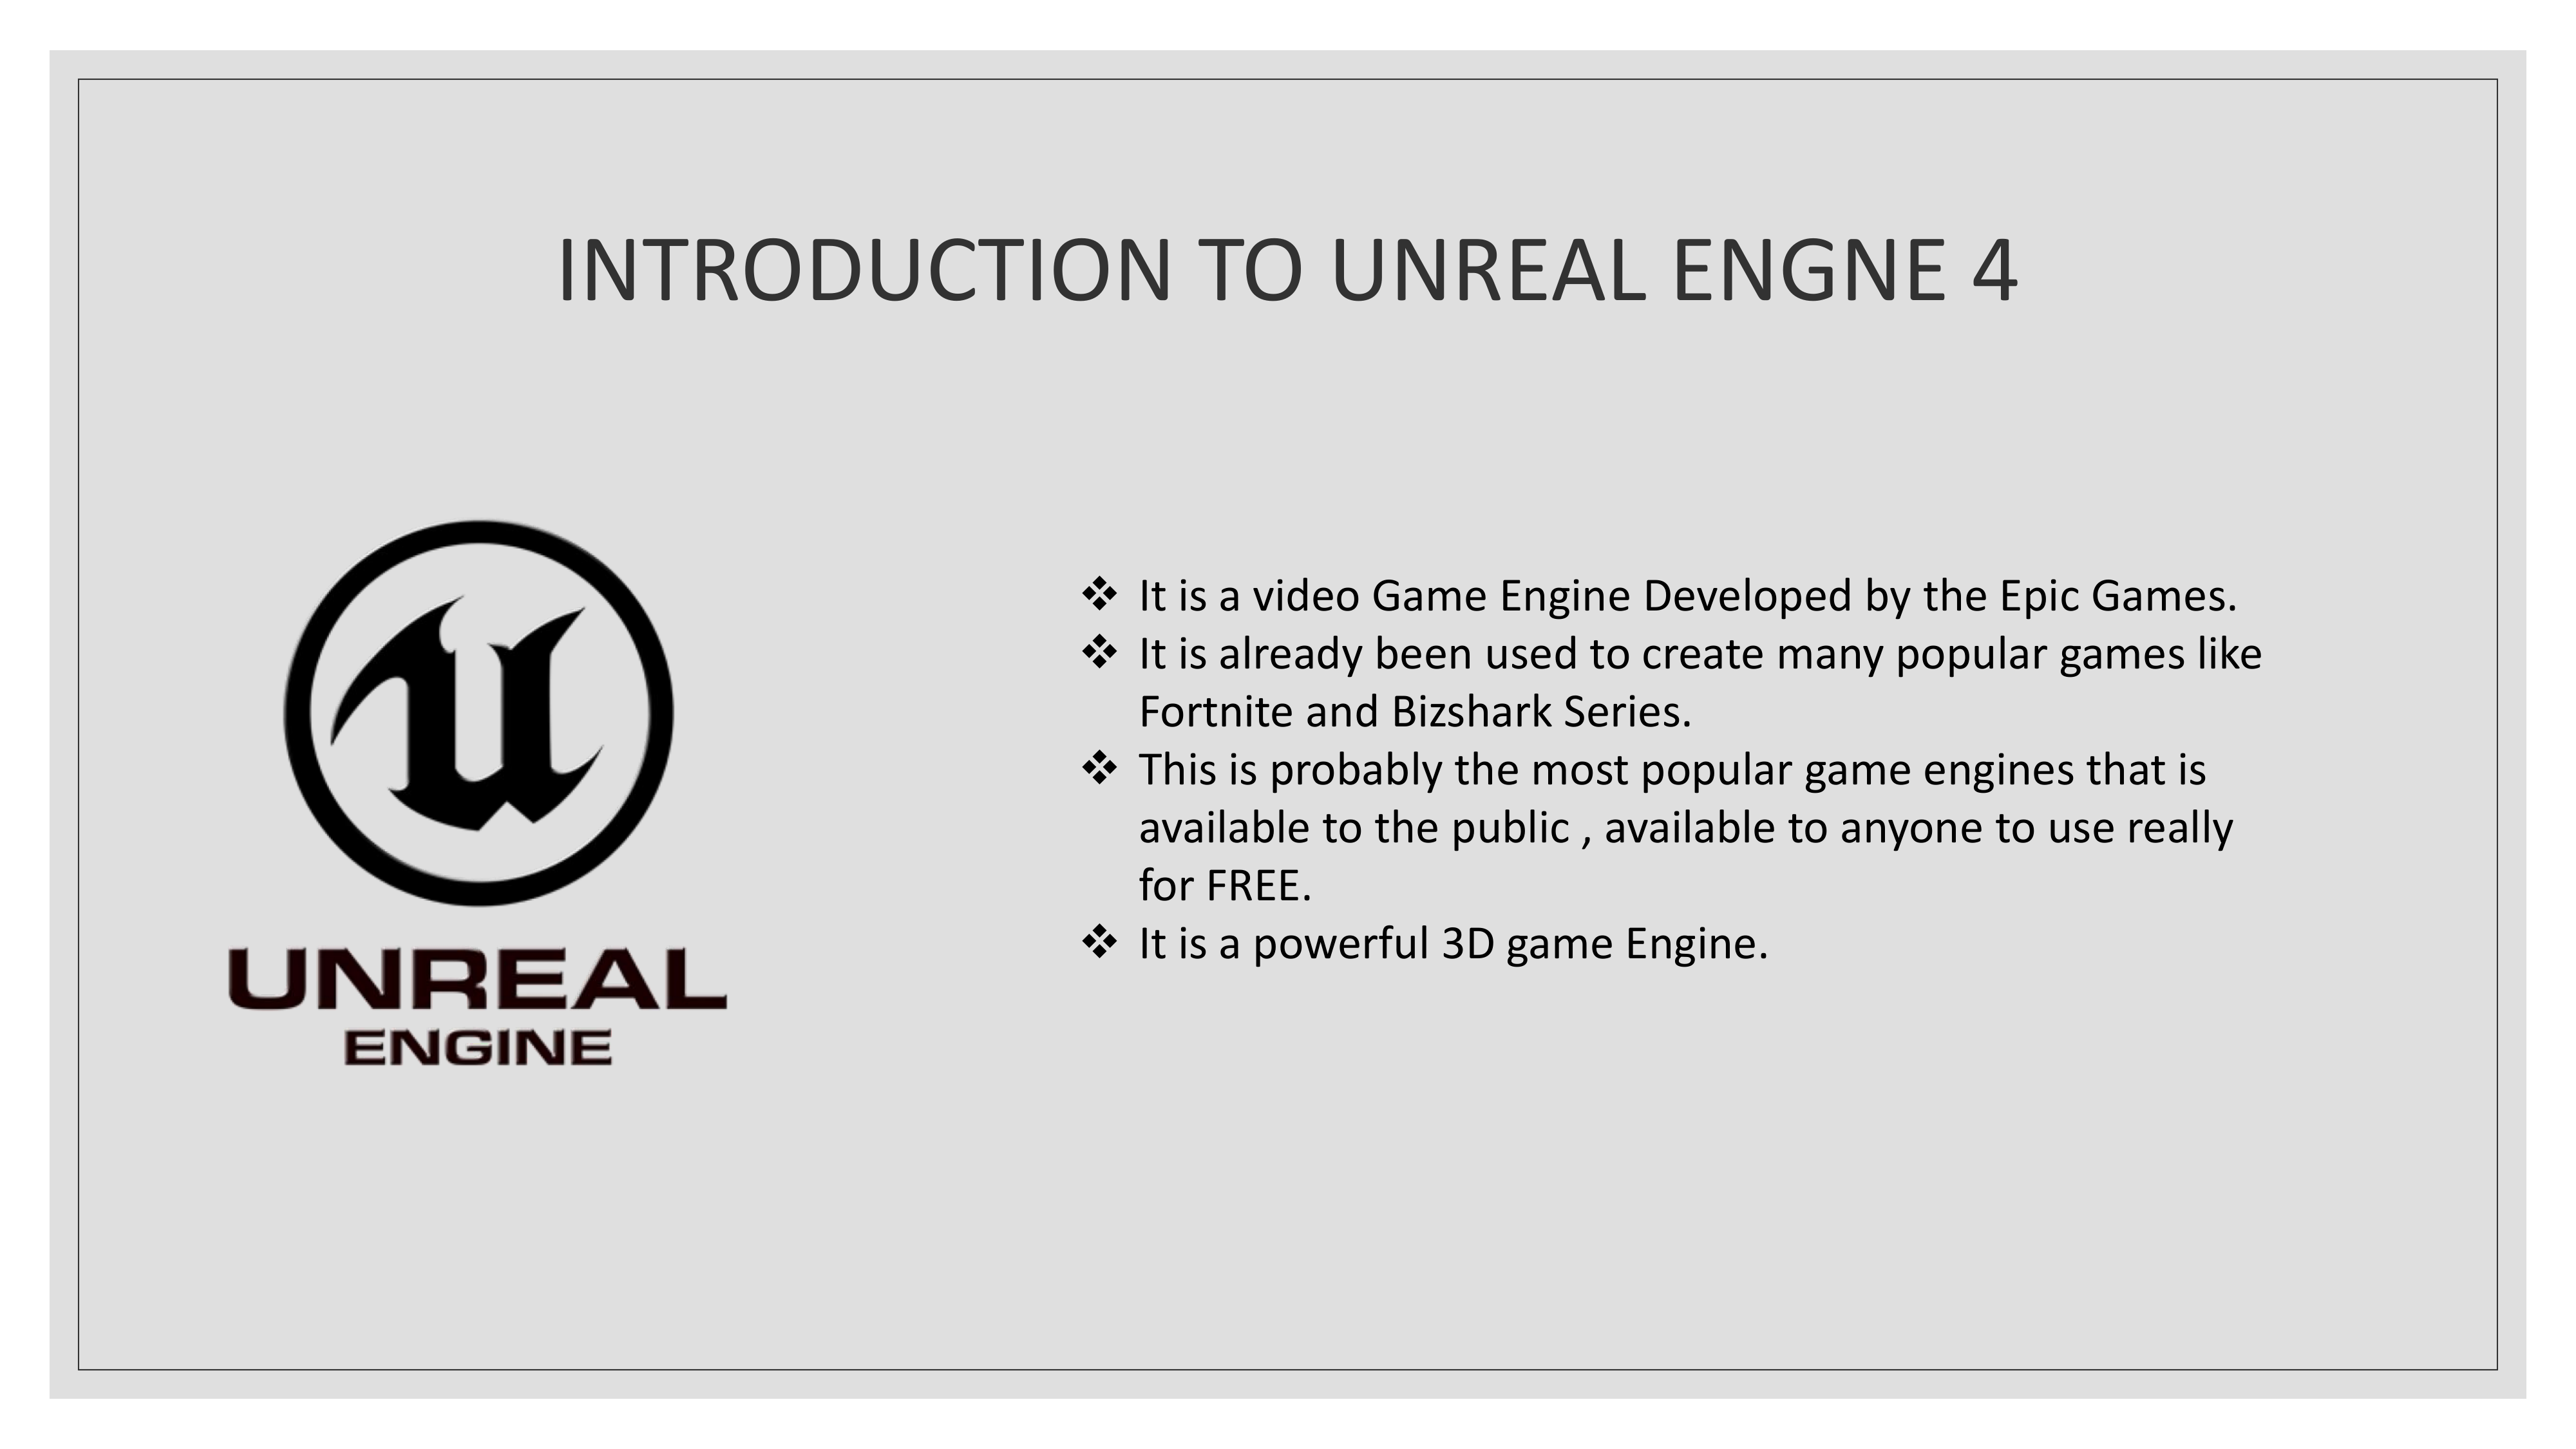 INTRODUCTION TO UNREAL ENGNE 4
UNREAL
ENGINE
❖ It is a video Game Engine Developed by the Epic Games.
❖ It is already been used to create many popular games like
Fortnite and Bizshark Series.
❖ This is probably the most popular game engines that is
available to the public , available to anyone to use really
for FREE.
❖ It is a powerful 3D game Engine.